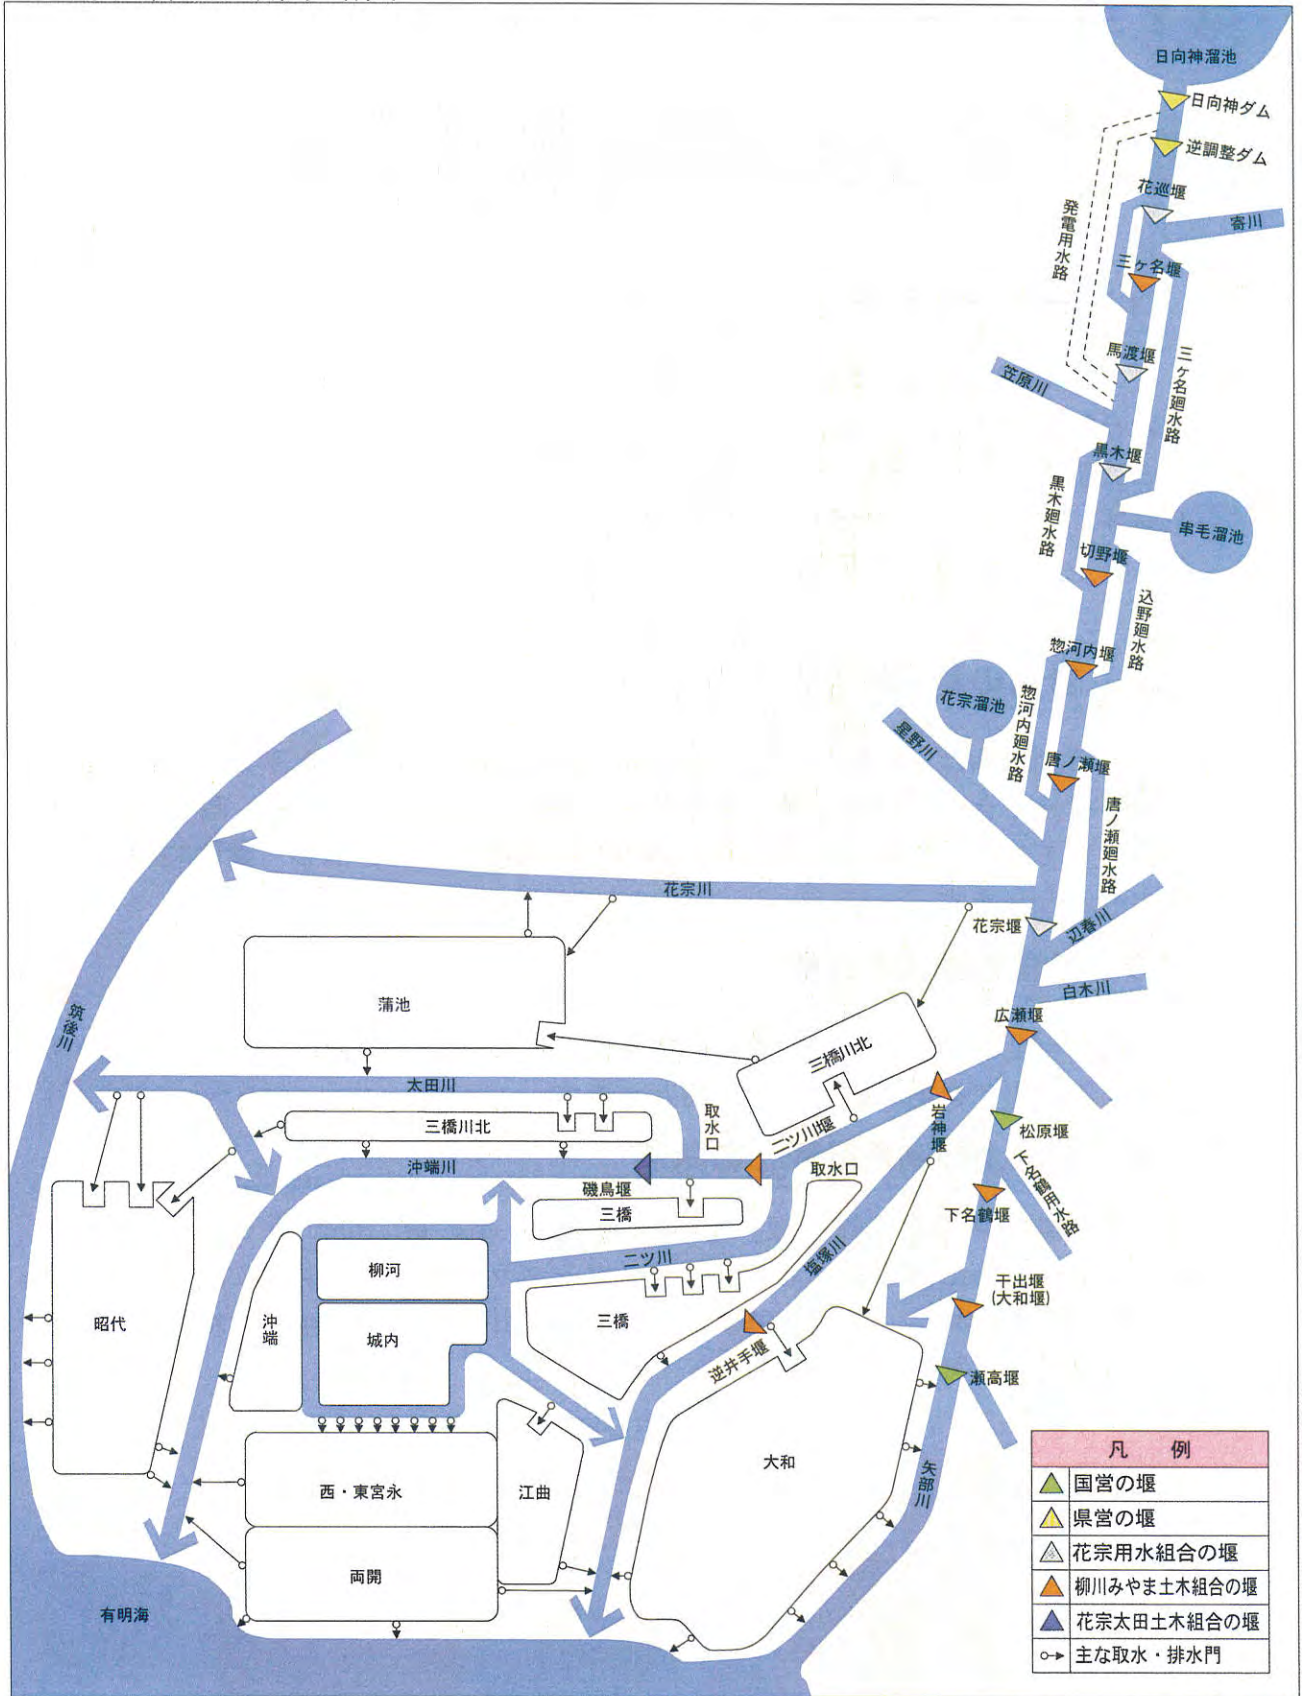 日向神溜池
日向神ダム
逆調整ダム
花巡堰
発電用水路
寄川
三ヶ名堰
馬渡堰
三ヶ名廻水路
笠原川
黒木堰
黒木廻水路
串毛溜池
切野堰
込野廻水路
惣河内堰
花宗溜池
惣河内廻水路
星野川
唐ノ瀬堰
唐ノ瀬廻水路
花宗川
花宗堰
辺春川
白木川
蒲池
筑後川
広瀬堰
三橋川北
太田川
取水口
二ツ川堰
岩神堰
松原堰
三橋川北
沖端川
取水口
下名鶴用水路
磯鳥堰
三橋
下名鶴堰
二ツ川
塩塚川
柳河
干出堰
(大和堰)
昭代
沖端
城内
三橋
逆井手堰
瀬高堰
大和
矢部川
西・東宮永
江曲
両開
有明海
凡 例
国営の堰
県営の堰
花宗用水組合の堰
柳川みやま土木組合の堰
花宗太田土木組合の堰
主な取水・排水門